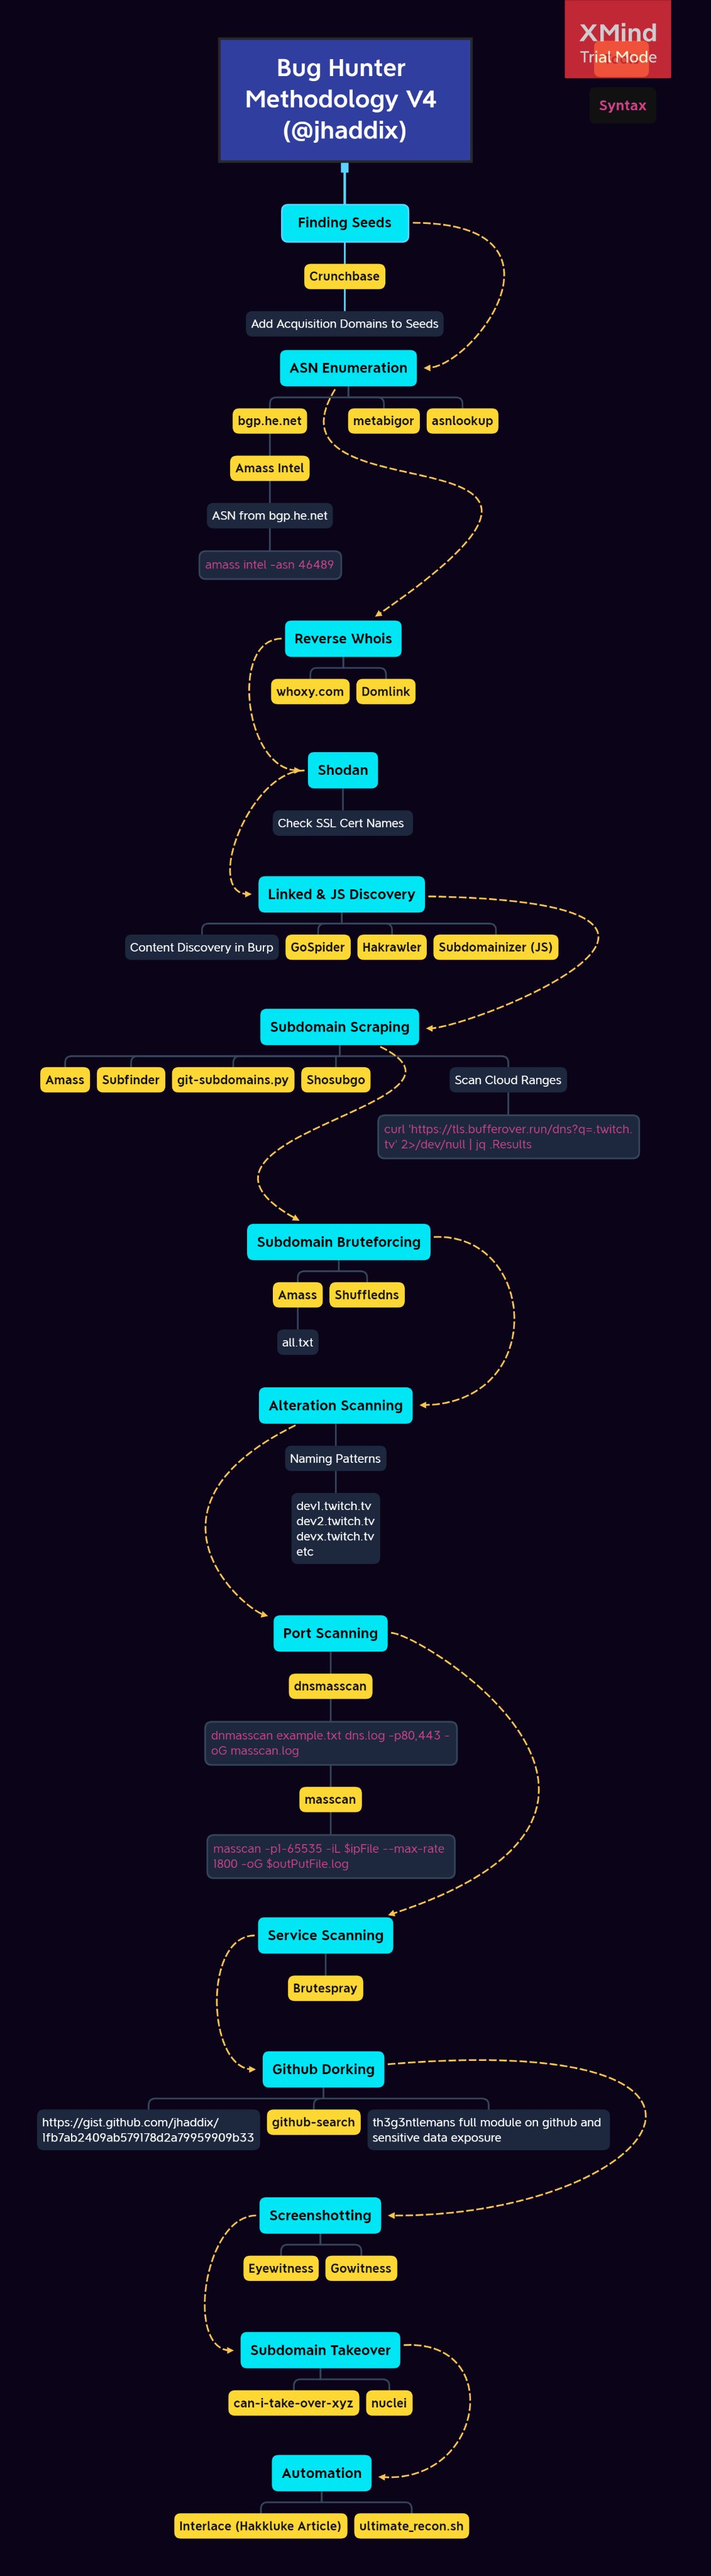 XMind
Trial Mode
Syntax
Bug Hunter
Methodology V4
(@jhaddix)
Finding Seeds
Crunchbase
Add Acquisition Domains to Seeds
ASN Enumeration
bgp.he.net
metabigor
asnlookup
Amass Intel
ASN from bgp.he.net
amass intel -asn 46489
Reverse Whois
whoxy.com
Domlink
Shodan
Check SSL Cert Names
Linked & JS Discovery
Content Discovery in Burp
GoSpider
Hakrawler
Subdomainizer (JS)
Subdomain Scraping
Amass
Subfinder
git-subdomains.py
Shosubgo
Scan Cloud Ranges
curl 'https://tls.bufferover.run/dns?q=.twitch.
tv' 2>/dev/null | jq .Results
Subdomain Bruteforcing
Amass
Shuffledns
all.txt
Alteration Scanning
Naming Patterns
dev1.twitch.tv
dev2.twitch.tv
devx.twitch.tv
etc
Port Scanning
dnsmasscan
dnmasscan example.txt dns.log -p80,443 -
oG masscan.log
masscan
masscan -p1-65535 -iL $ipFile --max-rate
1800 -oG $outPutFile.log
Service Scanning
Brutespray
Github Dorking
https://gist.github.com/jhaddix/
1fb7ab2409ab579178d2a79959909b33
github-search
th3g3ntlemans full module on github and
sensitive data exposure
Screenshotting
Eyewitness
Gowitness
Subdomain Takeover
can-i-take-over-xyz
nuclei
Automation
Interlace (Hakkluke Article)
ultimate_recon.sh